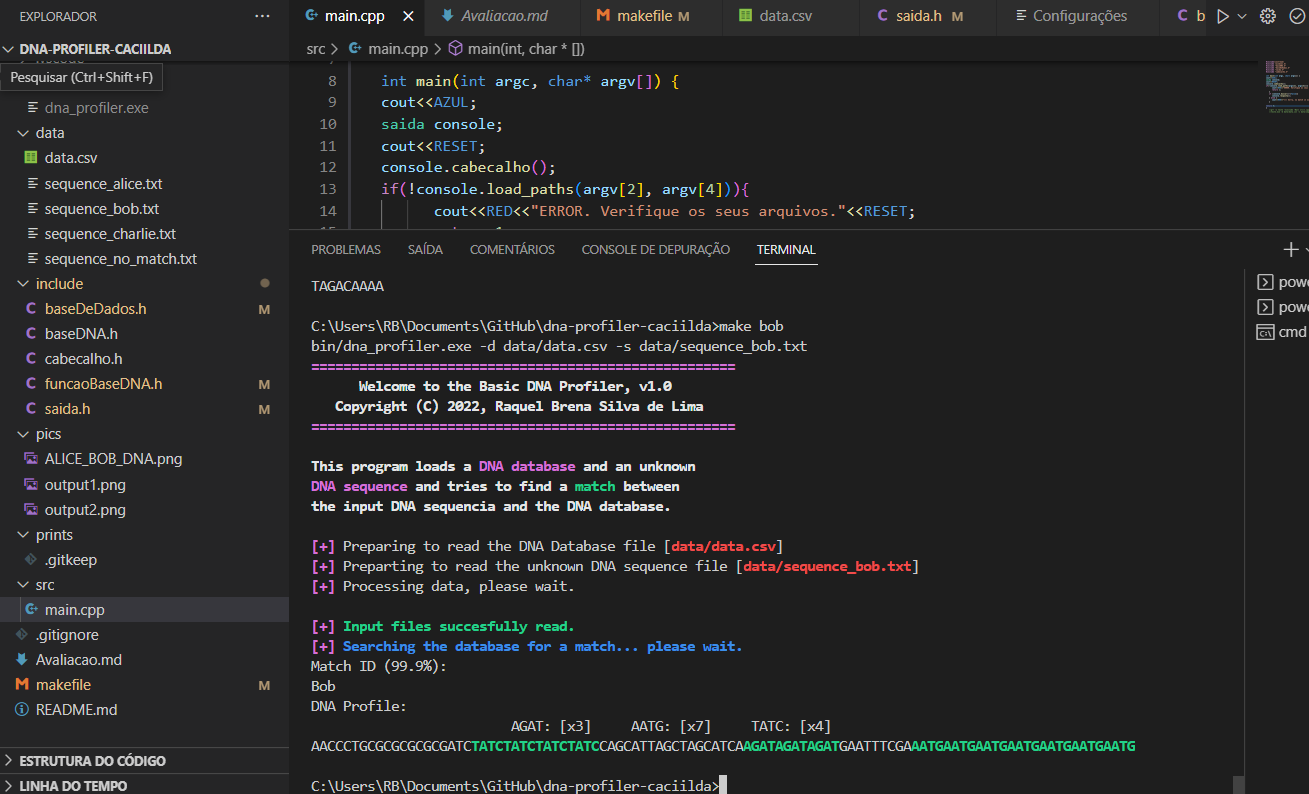 EXPLORADOR ...
main.cpp Avaliacao.md makefile M data.csv saida.h M Configurações b
DNA-PROFILER-CACIILDA
Pesquisar (Ctrl+Shift+F)
dna_profiler.exe
data
data.csv
sequence_alice.txt
sequence_bob.txt
sequence_charlie.txt
sequence_no_match.txt
include
baseDeDados.h M
baseDNA.h
cabecalho.h
funcaoBaseDNA.h M
saida.h M
pics
ALICE_BOB_DNA.png
output1.png
output2.png
prints
.gitkeep
src
main.cpp
.gitignore
Avaliacao.md
makefile M
README.md
ESTRUTURA DO CÓDIGO
LINHA DO TEMPO
src > main.cpp > main(int, char * [])
8 int main(int argc, char* argv[]) {
9 cout<<AZUL;
10 saida console;
11 cout<<RESET;
12 console.cabecalho();
13 if(!console.load_paths(argv[2], argv[4])){
14 cout<<RED<<"ERROR. Verifique os seus arquivos."<<RESET;
PROBLEMAS SAÍDA COMENTÁRIOS CONSOLE DE DEPURAÇÃO TERMINAL
powe
powe
cmd
TAGACAAAA
C:\Users\RB\Documents\GitHub\dna-profiler-caciilda>make bob
bin/dna_profiler.exe -d data/data.csv -s data/sequence_bob.txt
=====================================================
Welcome to the Basic DNA Profiler, v1.0
Copyright (C) 2022, Raquel Brena Silva de Lima
=====================================================
This program loads a DNA database and an unknown
DNA sequence and tries to find a match between
the input DNA sequencia and the DNA database.
[+] Preparing to read the DNA Database file [data/data.csv]
[+] Preparting to read the unknown DNA sequence file [data/sequence_bob.txt]
[+] Processing data, please wait.
[+] Input files succesfully read.
[+] Searching the database for a match... please wait.
Match ID (99.9%):
Bob
DNA Profile:
AGAT: [x3] AATG: [x7] TATC: [x4]
AACCCTGCGCGCGCGCGATCTATCTATCTATCTATCCAGCATTAGCTAGCATCAAGATAGATAGATGAATTTCGAAATGAATGAATGAATGAATGAATGAATG
C:\Users\RB\Documents\GitHub\dna-profiler-caciilda>